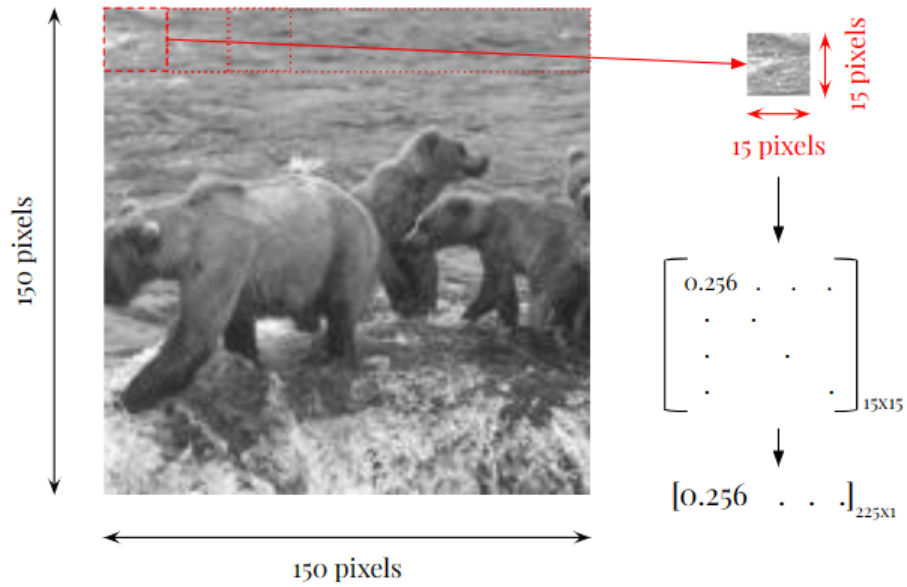 15 pixels
15 pixels
150 pixels
0.256 . . .
. .
. .
. .
15x15
[0.256 . . .]225x1
150 pixels